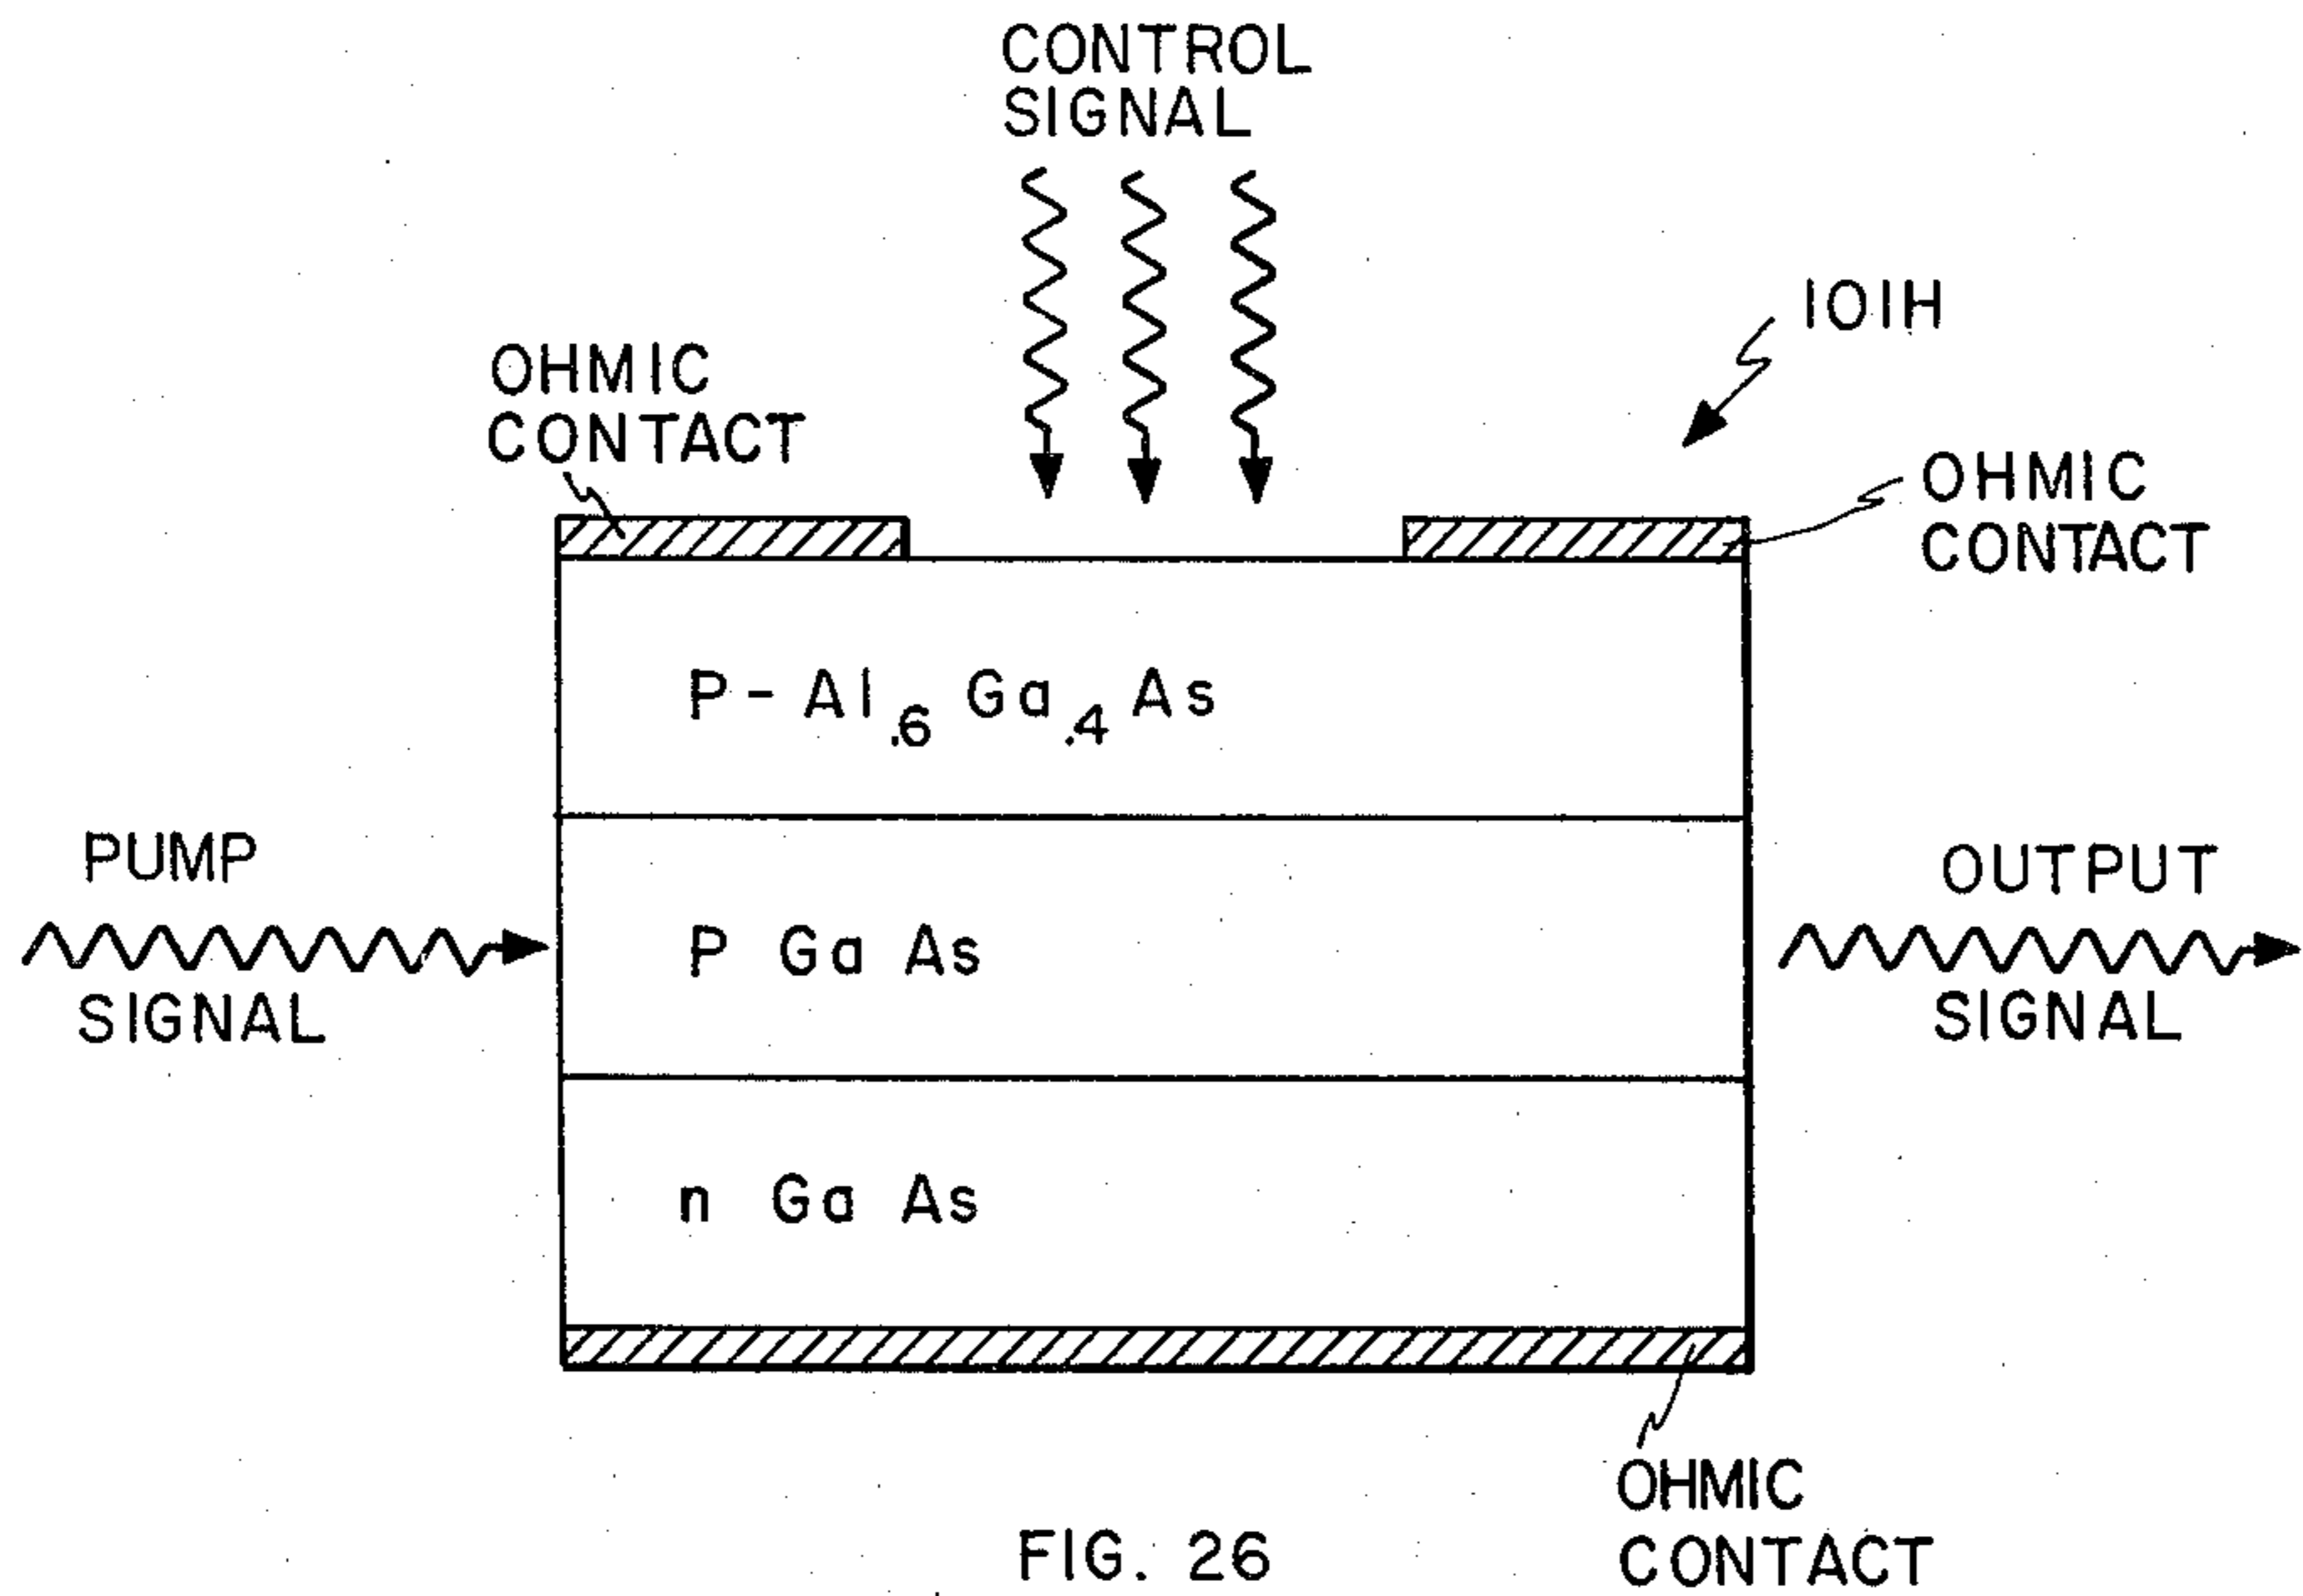 CONTROL
SIGNAL
101H
OHMIC
CONTACT
OHMIC
CONTACT
P-Al.6 Ga.4 As
PUMP
SIGNAL
P Ga As
OUTPUT
SIGNAL
n Ga As
OHMIC
CONTACT
FIG. 26